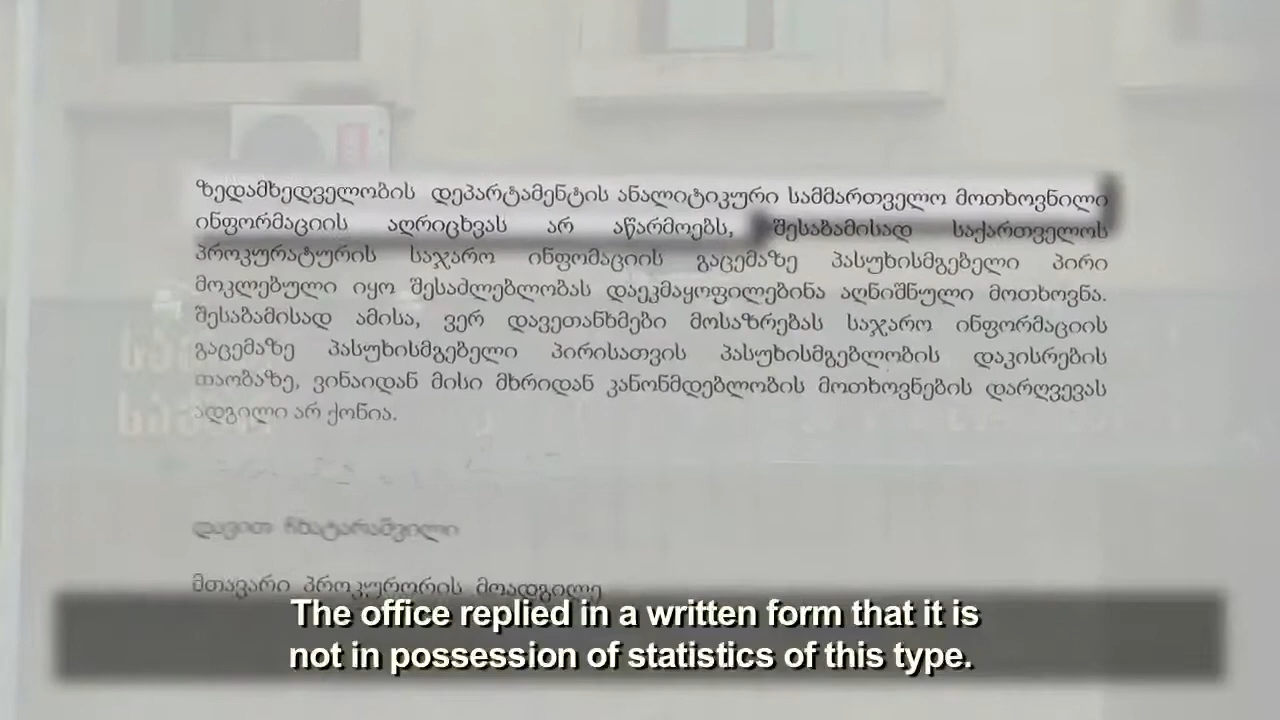 ზედამხედველობის დეპარტამენტის ანალიტიკური სამმართველო მოთხოვნილი
ინფორმაციის აღრიცხვას არ აწარმოებს, შესაბამისად საქართველოს
პროკურატურის საჯარო ინფომაციის გაცემაზე პასუხისმგებელი პირი
მოკლებული იყო შესაძლებლობას დაეკმაყოფილებინა აღნიშნული მოთხოვნა.
შესაბამისად ამისა, ვერ დავეთანხმები მოსაზრებას საჯარო ინფორმაციის
გაცემაზე პასუხისმგებელი პირისათვის პასუხისმგებლობის დაკისრების
თაობაზე, ვინაიდან მისი მხრიდან კანონმდებლობის მოთხოვნების დარღვევას
ადგილი არ ქონია.
დავით
მთავარი პროკურორის მოადგილე
The office replied in a written form that it is
not in possession of statistics of this type.